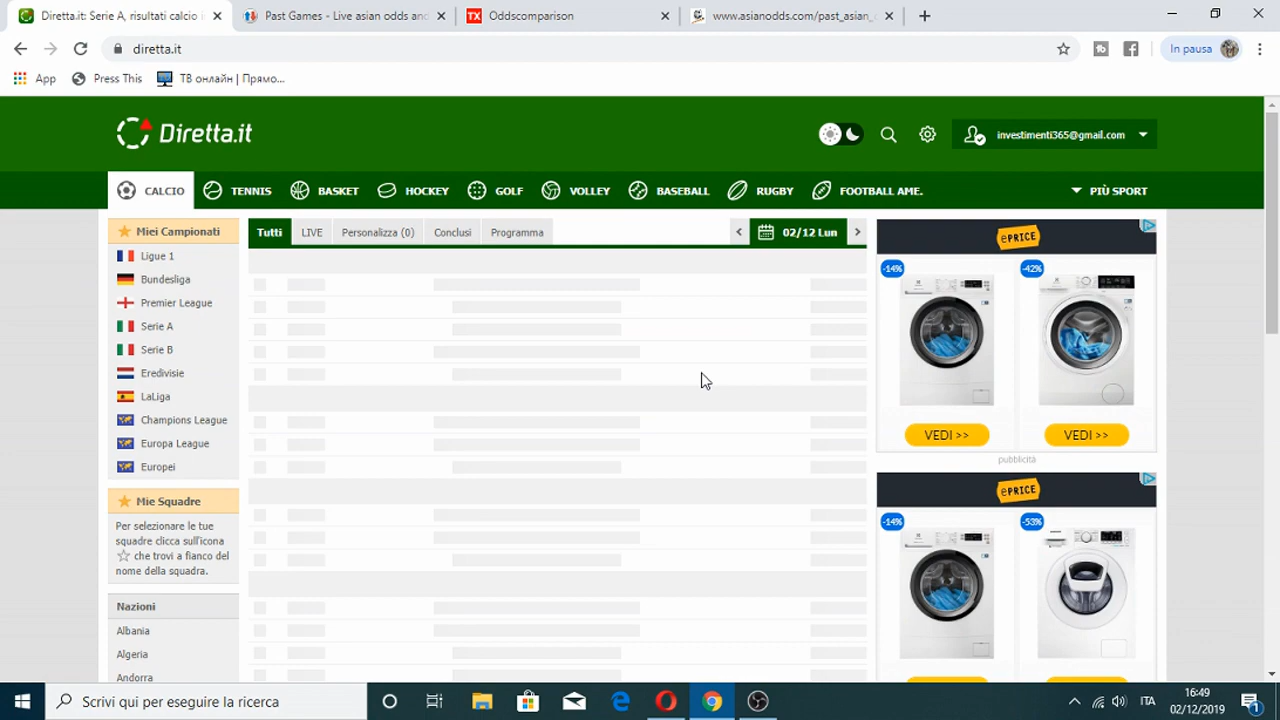 Diretta.it: Serie A, risultati calcio i
Past Games - Live asian odds and
TX Oddscomparison
www.asianodds.com/past_asian_
diretta.it
In pausa
App
Press This
ТВ онлайн | Прямо...
Diretta.it
investimenti365@gmail.com
CALCIO
TENNIS
BASKET
HOCKEY
GOLF
VOLLEY
BASEBALL
RUGBY
FOOTBALL AME.
PIÙ SPORT
Miei Campionati
Ligue 1
Bundesliga
Premier League
Serie A
Serie B
Eredivisie
LaLiga
Champions League
Europa League
Europei
Mie Squadre
Per selezionare le tue
squadre clicca sull'icona
che trovi a fianco del
nome della squadra.
Nazioni
Albania
Algeria
Andorra
Tutti
LIVE
Personalizza (0)
Conclusi
Programma
02/12 Lun
ePRICE
-14%
-42%
VEDI >>
VEDI >>
pubblicità
ePRICE
-14%
-53%
Scrivi qui per eseguire la ricerca
ITA
16:49
02/12/2019
1